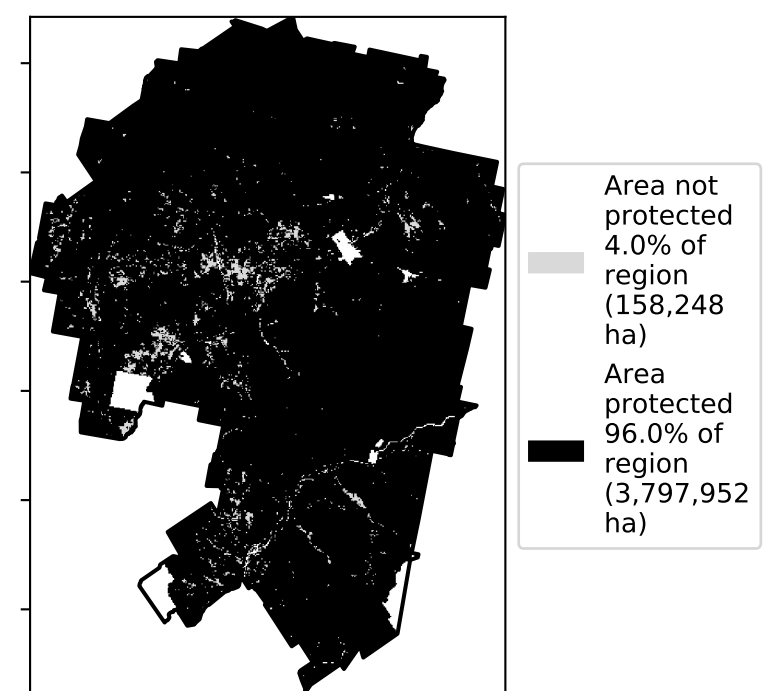 Area not
protected
4.0% of
region
(158,248
ha)
Area
protected
96.0% of
region
(3,797,952
ha)